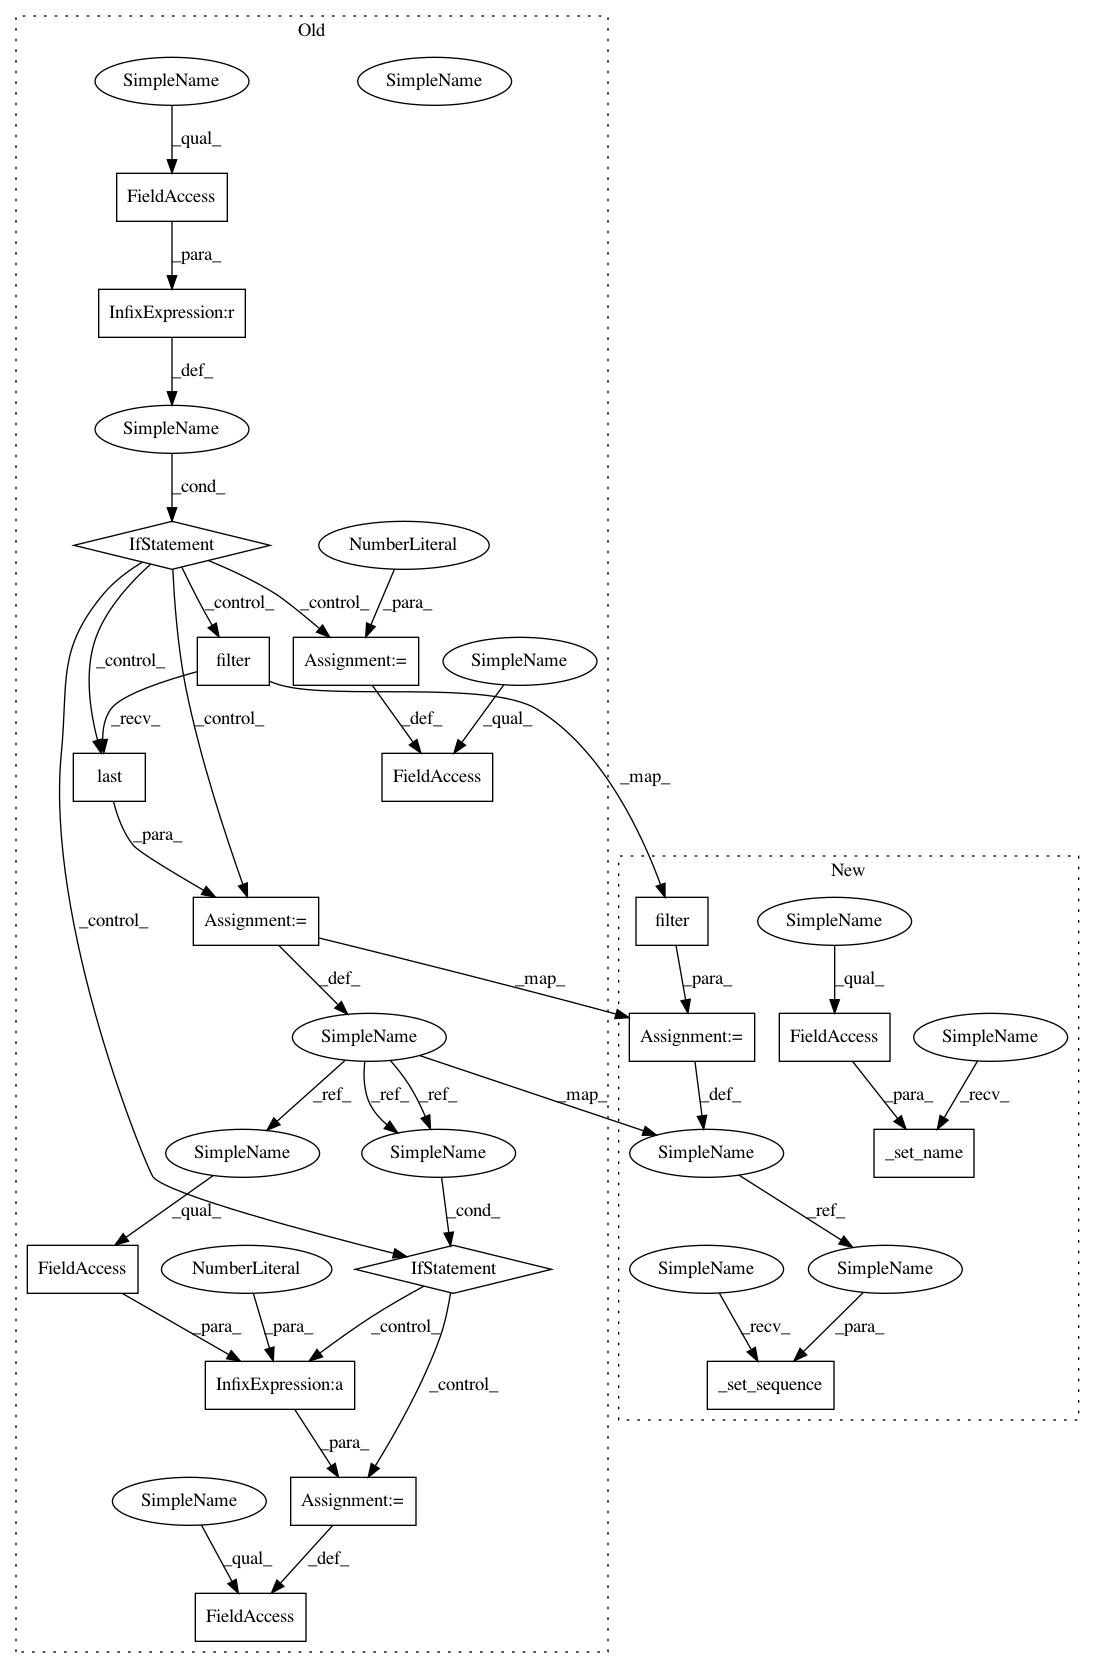 Old
SimpleName
SimpleName
_qual_
FieldAccess
_para_
InfixExpression:r
_def_
SimpleName
_cond_
IfStatement
NumberLiteral
_control_
_control_
_para_
_control_
filter
Assignment:=
SimpleName
_recv_
_control_
_def_
_qual_
last
FieldAccess
_map_
_para_
New
_control_
Assignment:=
filter
SimpleName
_def_
_map_
_para_
_qual_
SimpleName
Assignment:=
FieldAccess
SimpleName
_ref_
_ref_
_ref_
_map_
_def_
_para_
_recv_
SimpleName
SimpleName
SimpleName
_set_name
_qual_
_cond_
_ref_
FieldAccess
NumberLiteral
IfStatement
SimpleName
SimpleName
_para_
_para_
_control_
_recv_
_para_
InfixExpression:a
_control_
_set_sequence
_para_
SimpleName
Assignment:=
_qual_
_def_
FieldAccess